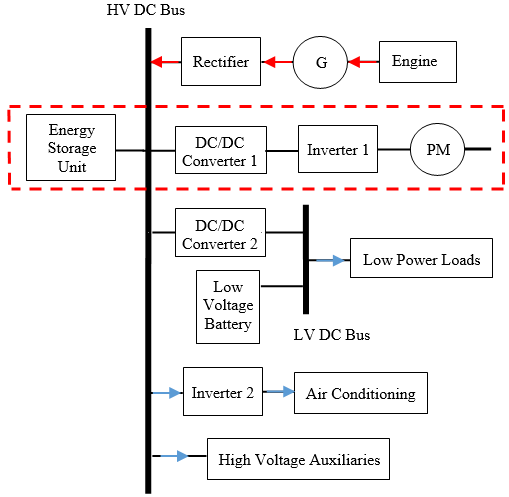 HV DC Bus
Rectifier
G
Engine
Energy
Storage
Unit
DC/DC
Converter 1
Inverter 1
PM
DC/DC
Converter 2
Low Power Loads
Low
Voltage
Battery
LV DC Bus
Inverter 2
Air Conditioning
High Voltage Auxiliaries